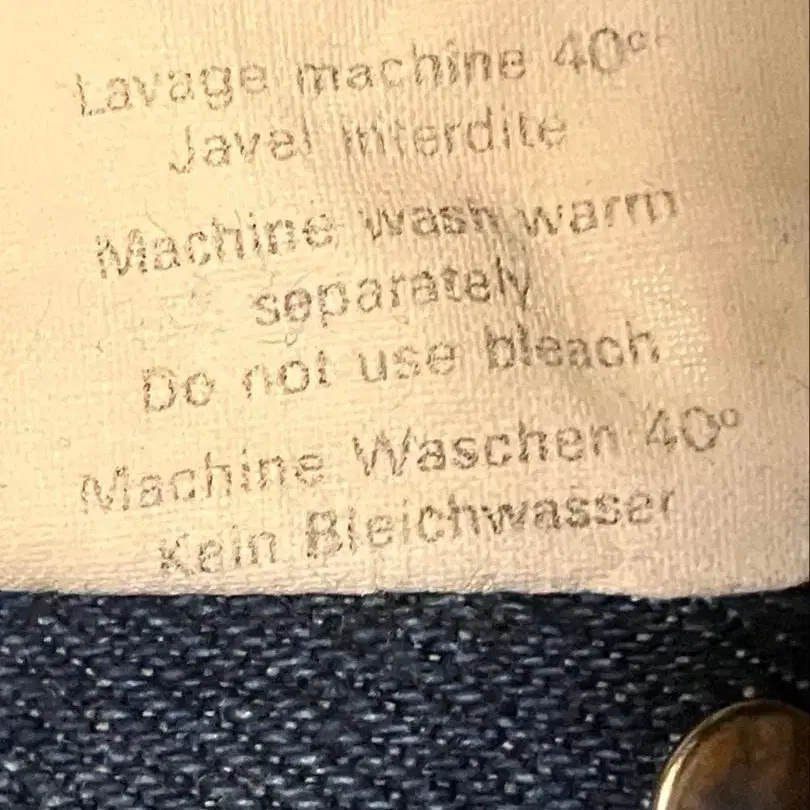 Lavage machine 40°
Javel interdite
Machine wash warm
separately
Do not use bleach
Machine Waschen 40°
Kein Bleichwasser